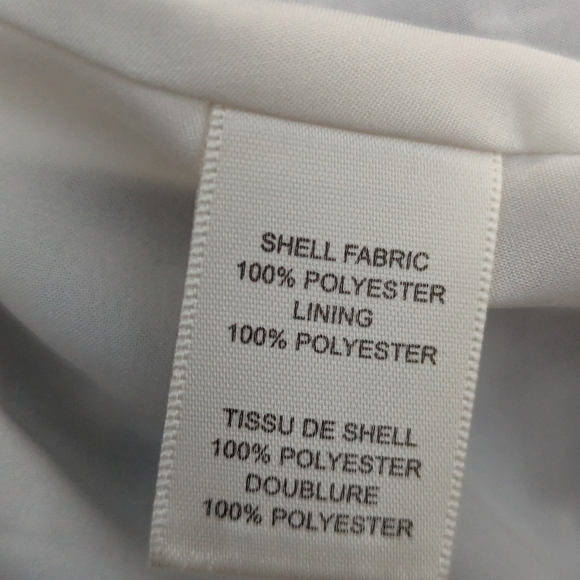 SHELL FABRIC
100% POLYESTER
LINING
100% POLYESTER
TISSU DE SHELL
100% POLYESTER
DOUBLURE
100% POLYESTER